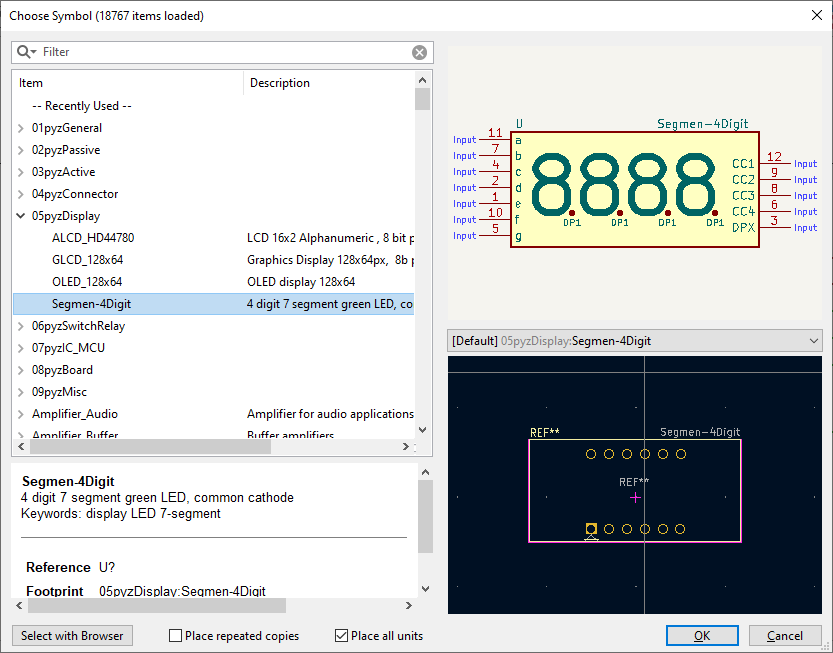 Choose Symbol (18767 items loaded)
Filter
Item Description
-- Recently Used --
01pyzGeneral
02pyzPassive
03pyzActive
04pyzConnector
05pyzDisplay
ALCD_HD44780 LCD 16x2 Alphanumeric , 8 bit p
GLCD_128x64 Graphics Display 128x64px, 8b p
OLED_128x64 OLED display 128x64
Segmen-4Digit 4 digit 7 segment green LED, co
06pyzSwitchRelay
07pyzIC_MCU
08pyzBoard
09pyzMisc
Amplifier_Audio Amplifier for audio applications
Amplifier_Buffer Buffer amplifiers
Segmen-4Digit
4 digit 7 segment green LED, common cathode
Keywords: display LED 7-segment
Reference U?
Footprint 05pyzDisplay:Segmen-4Digit
Select with Browser
Place repeated copies
Place all units
U Segmen-4Digit
Input 11 a
Input 7 b
Input 4 c
Input 2 d
Input 1 e
Input 10 f
Input 5 g
8.8.8.8.
DP1 DP1 DP1 DP1
CC1 12 Input
CC2 9 Input
CC3 8 Input
CC4 6 Input
DPX 3 Input
[Default] 05pyzDisplay:Segmen-4Digit
REF** Segmen-4Digit
REF**
OK
Cancel